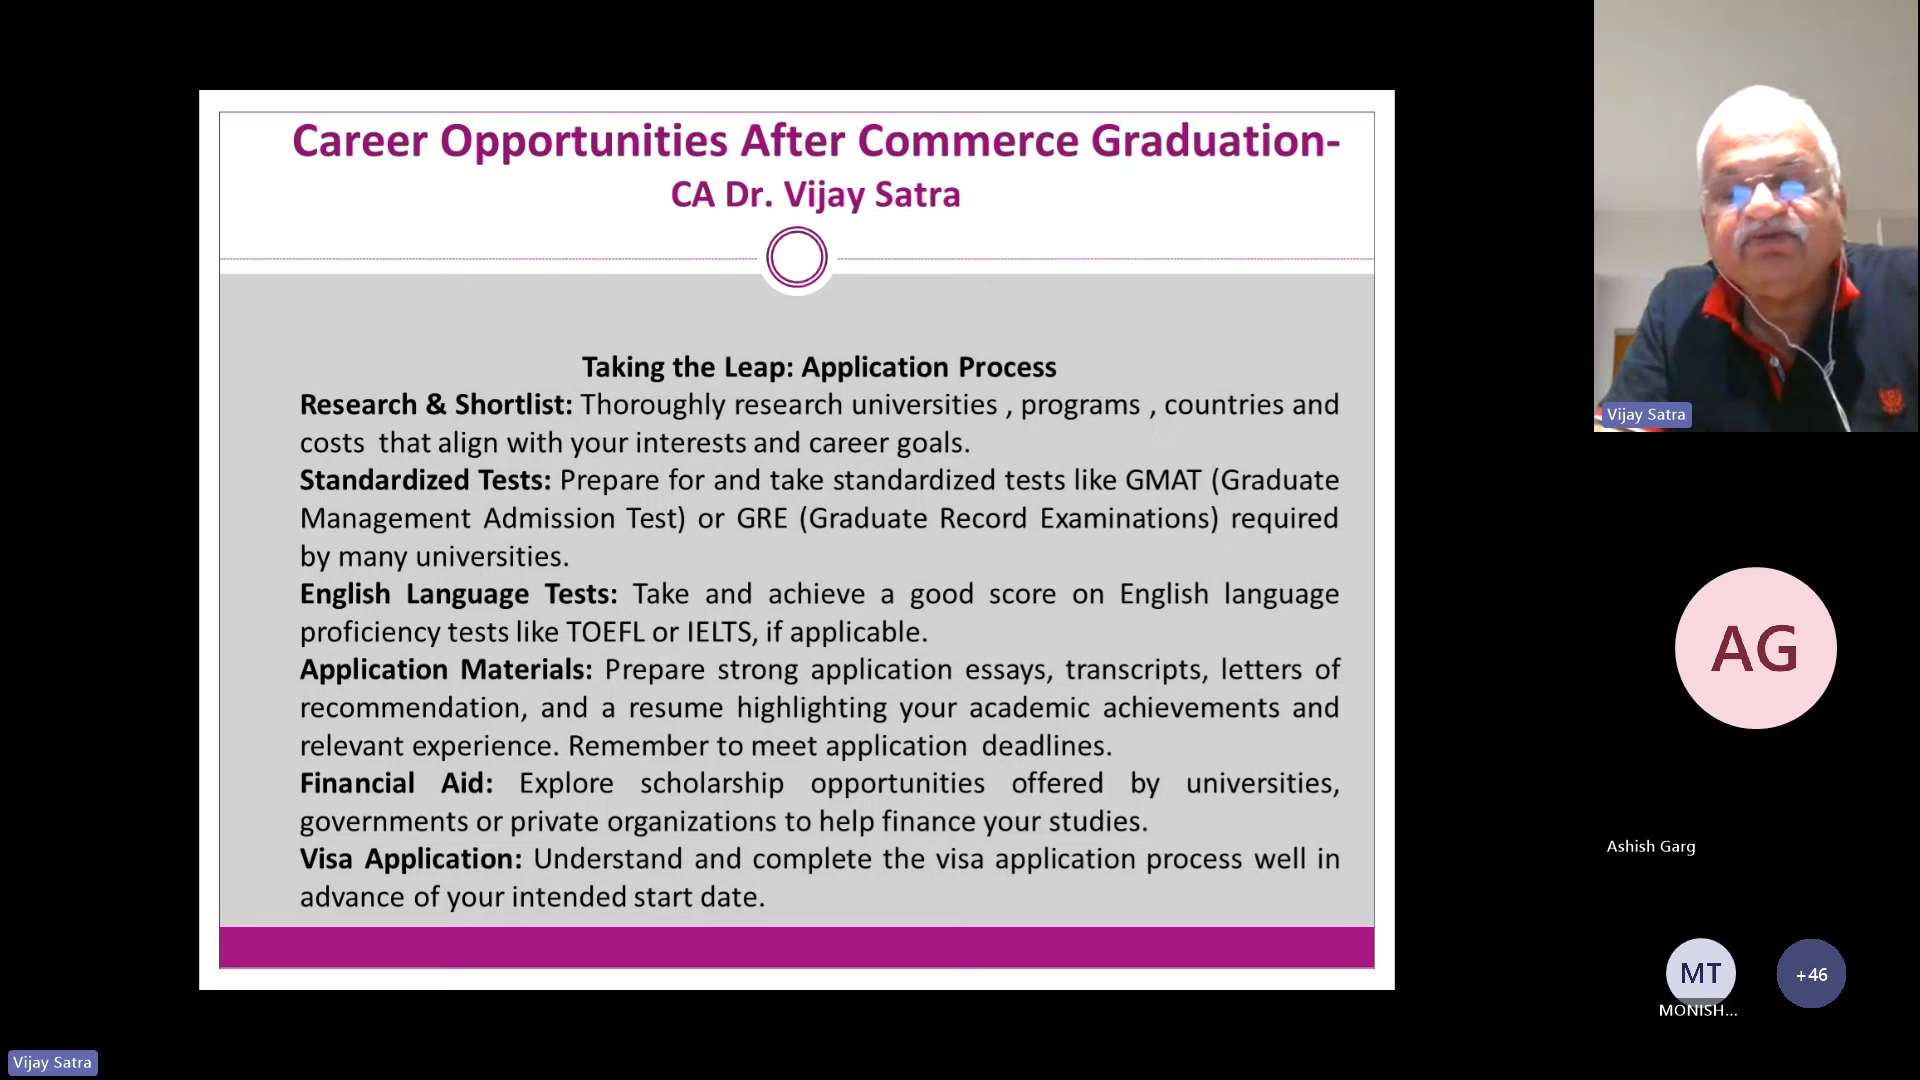 Career Opportunities After Commerce Graduation-
CA Dr. Vijay Satra
Taking the Leap: Application Process
Research & Shortlist: Thoroughly research universities , programs , countries and
costs that align with your interests and career goals.
Standardized Tests: Prepare for and take standardized tests like GMAT (Graduate
Management Admission Test) or GRE (Graduate Record Examinations) required
by many universities.
English Language Tests: Take and achieve a good score on English language
proficiency tests like TOEFL or IELTS, if applicable.
Application Materials: Prepare strong application essays, transcripts, letters of
recommendation, and a resume highlighting your academic achievements and
relevant experience. Remember to meet application deadlines.
Financial Aid: Explore scholarship opportunities offered by universities,
governments or private organizations to help finance your studies.
Visa Application: Understand and complete the visa application process well in
advance of your intended start date.
Vijay Satra
AG
Ashish Garg
MT
+46
MONISH...
Vijay Satra